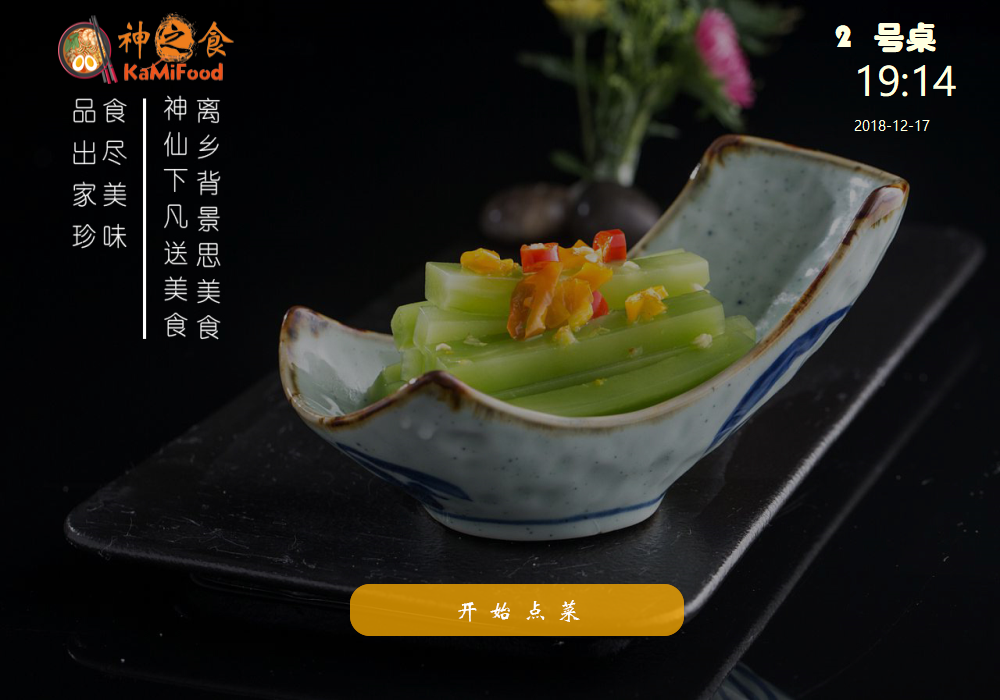 神之食
KaMiFood
2 号桌
19:14
2018-12-17
离乡背景思美食
神仙下凡送美食
食尽美味
品出家珍
开始点菜